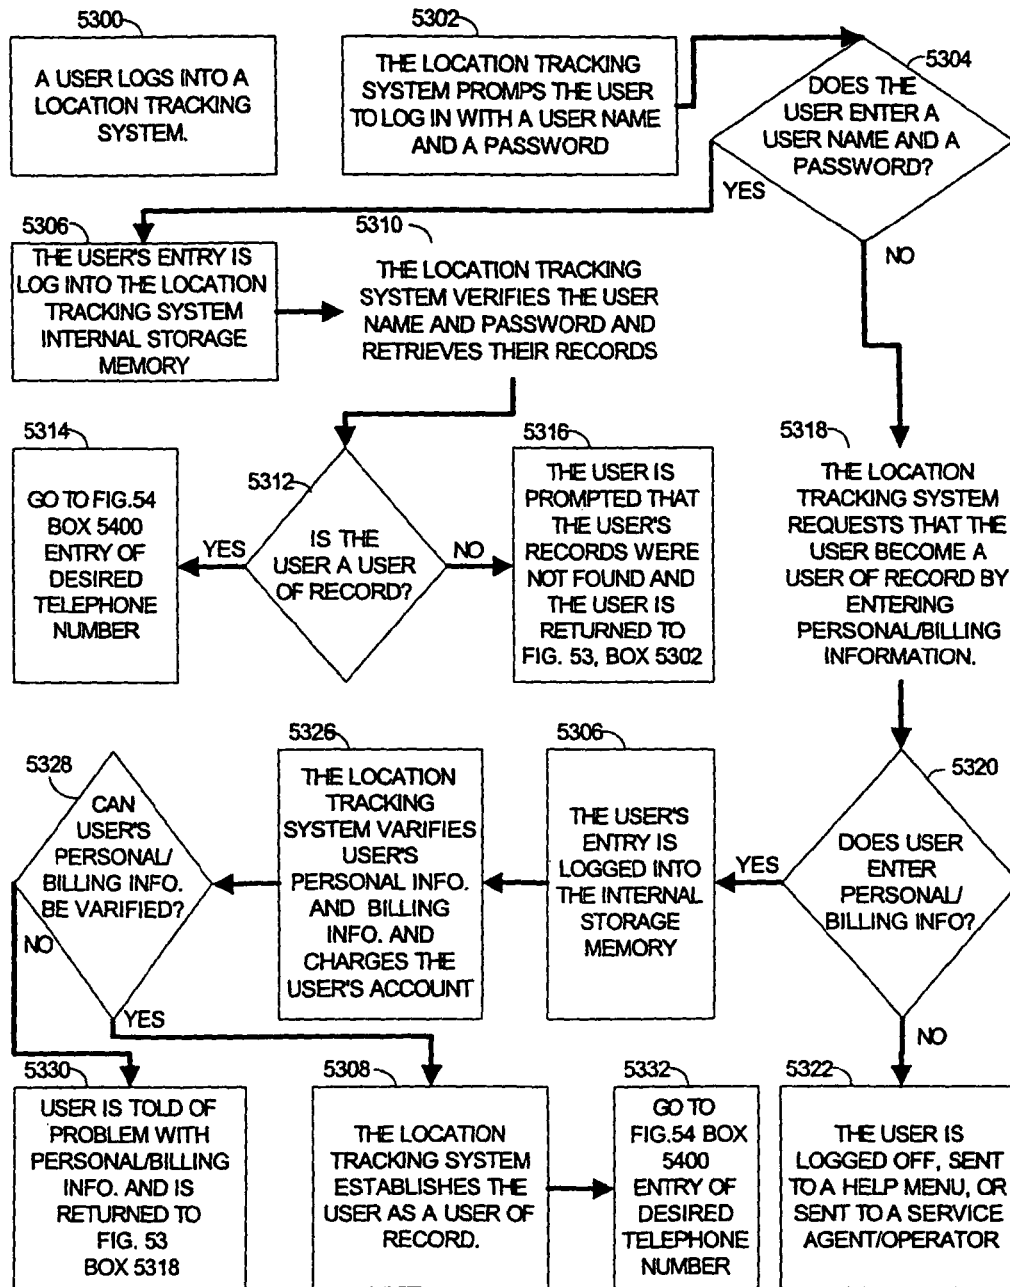 5300
A USER LOGS INTO A
LOCATION TRACKING
SYSTEM.
5302
THE LOCATION TRACKING
SYSTEM PROMPS THE USER
TO LOG IN WITH A USER NAME
AND A PASSWORD
5304
DOES THE
USER ENTER A
USER NAME AND A
PASSWORD?
YES
NO
5306
THE USER'S ENTRY IS
LOG INTO THE LOCATION
TRACKING SYSTEM
INTERNAL STORAGE
MEMORY
5310
THE LOCATION TRACKING
SYSTEM VERIFIES THE USER
NAME AND PASSWORD AND
RETRIEVES THEIR RECORDS
5314
GO TO FIG.54
BOX 5400
ENTRY OF
DESIRED
TELEPHONE
NUMBER
YES
5312
IS THE
USER A USER
OF RECORD?
NO
5316
THE USER IS
PROMPTED THAT
THE USER'S
RECORDS WERE
NOT FOUND AND
THE USER IS
RETURNED TO
FIG. 53, BOX 5302
5318
THE LOCATION
TRACKING SYSTEM
REQUESTS THAT THE
USER BECOME A
USER OF RECORD BY
ENTERING
PERSONAL/BILLING
INFORMATION.
5328
CAN
USER'S
PERSONAL/
BILLING INFO.
BE VARIFIED?
NO
YES
5326
THE LOCATION
TRACKING
SYSTEM VARIFIES
USER'S
PERSONAL INFO.
AND BILLING
INFO. AND
CHARGES THE
USER'S ACCOUNT
5306
THE USER'S
ENTRY IS
LOGGED INTO
THE INTERNAL
STORAGE
MEMORY
YES
5320
DOES USER
ENTER
PERSONAL/
BILLING INFO?
NO
5330
USER IS TOLD OF
PROBLEM WITH
PERSONAL/BILLING
INFO. AND IS
RETURNED TO
FIG. 53
BOX 5318
5308
THE LOCATION
TRACKING SYSTEM
ESTABLISHES THE
USER AS A USER OF
RECORD.
5332
GO TO
FIG.54 BOX
5400
ENTRY OF
DESIRED
TELEPHONE
NUMBER
5322
THE USER IS
LOGGED OFF, SENT
TO A HELP MENU, OR
SENT TO A SERVICE
AGENT/OPERATOR